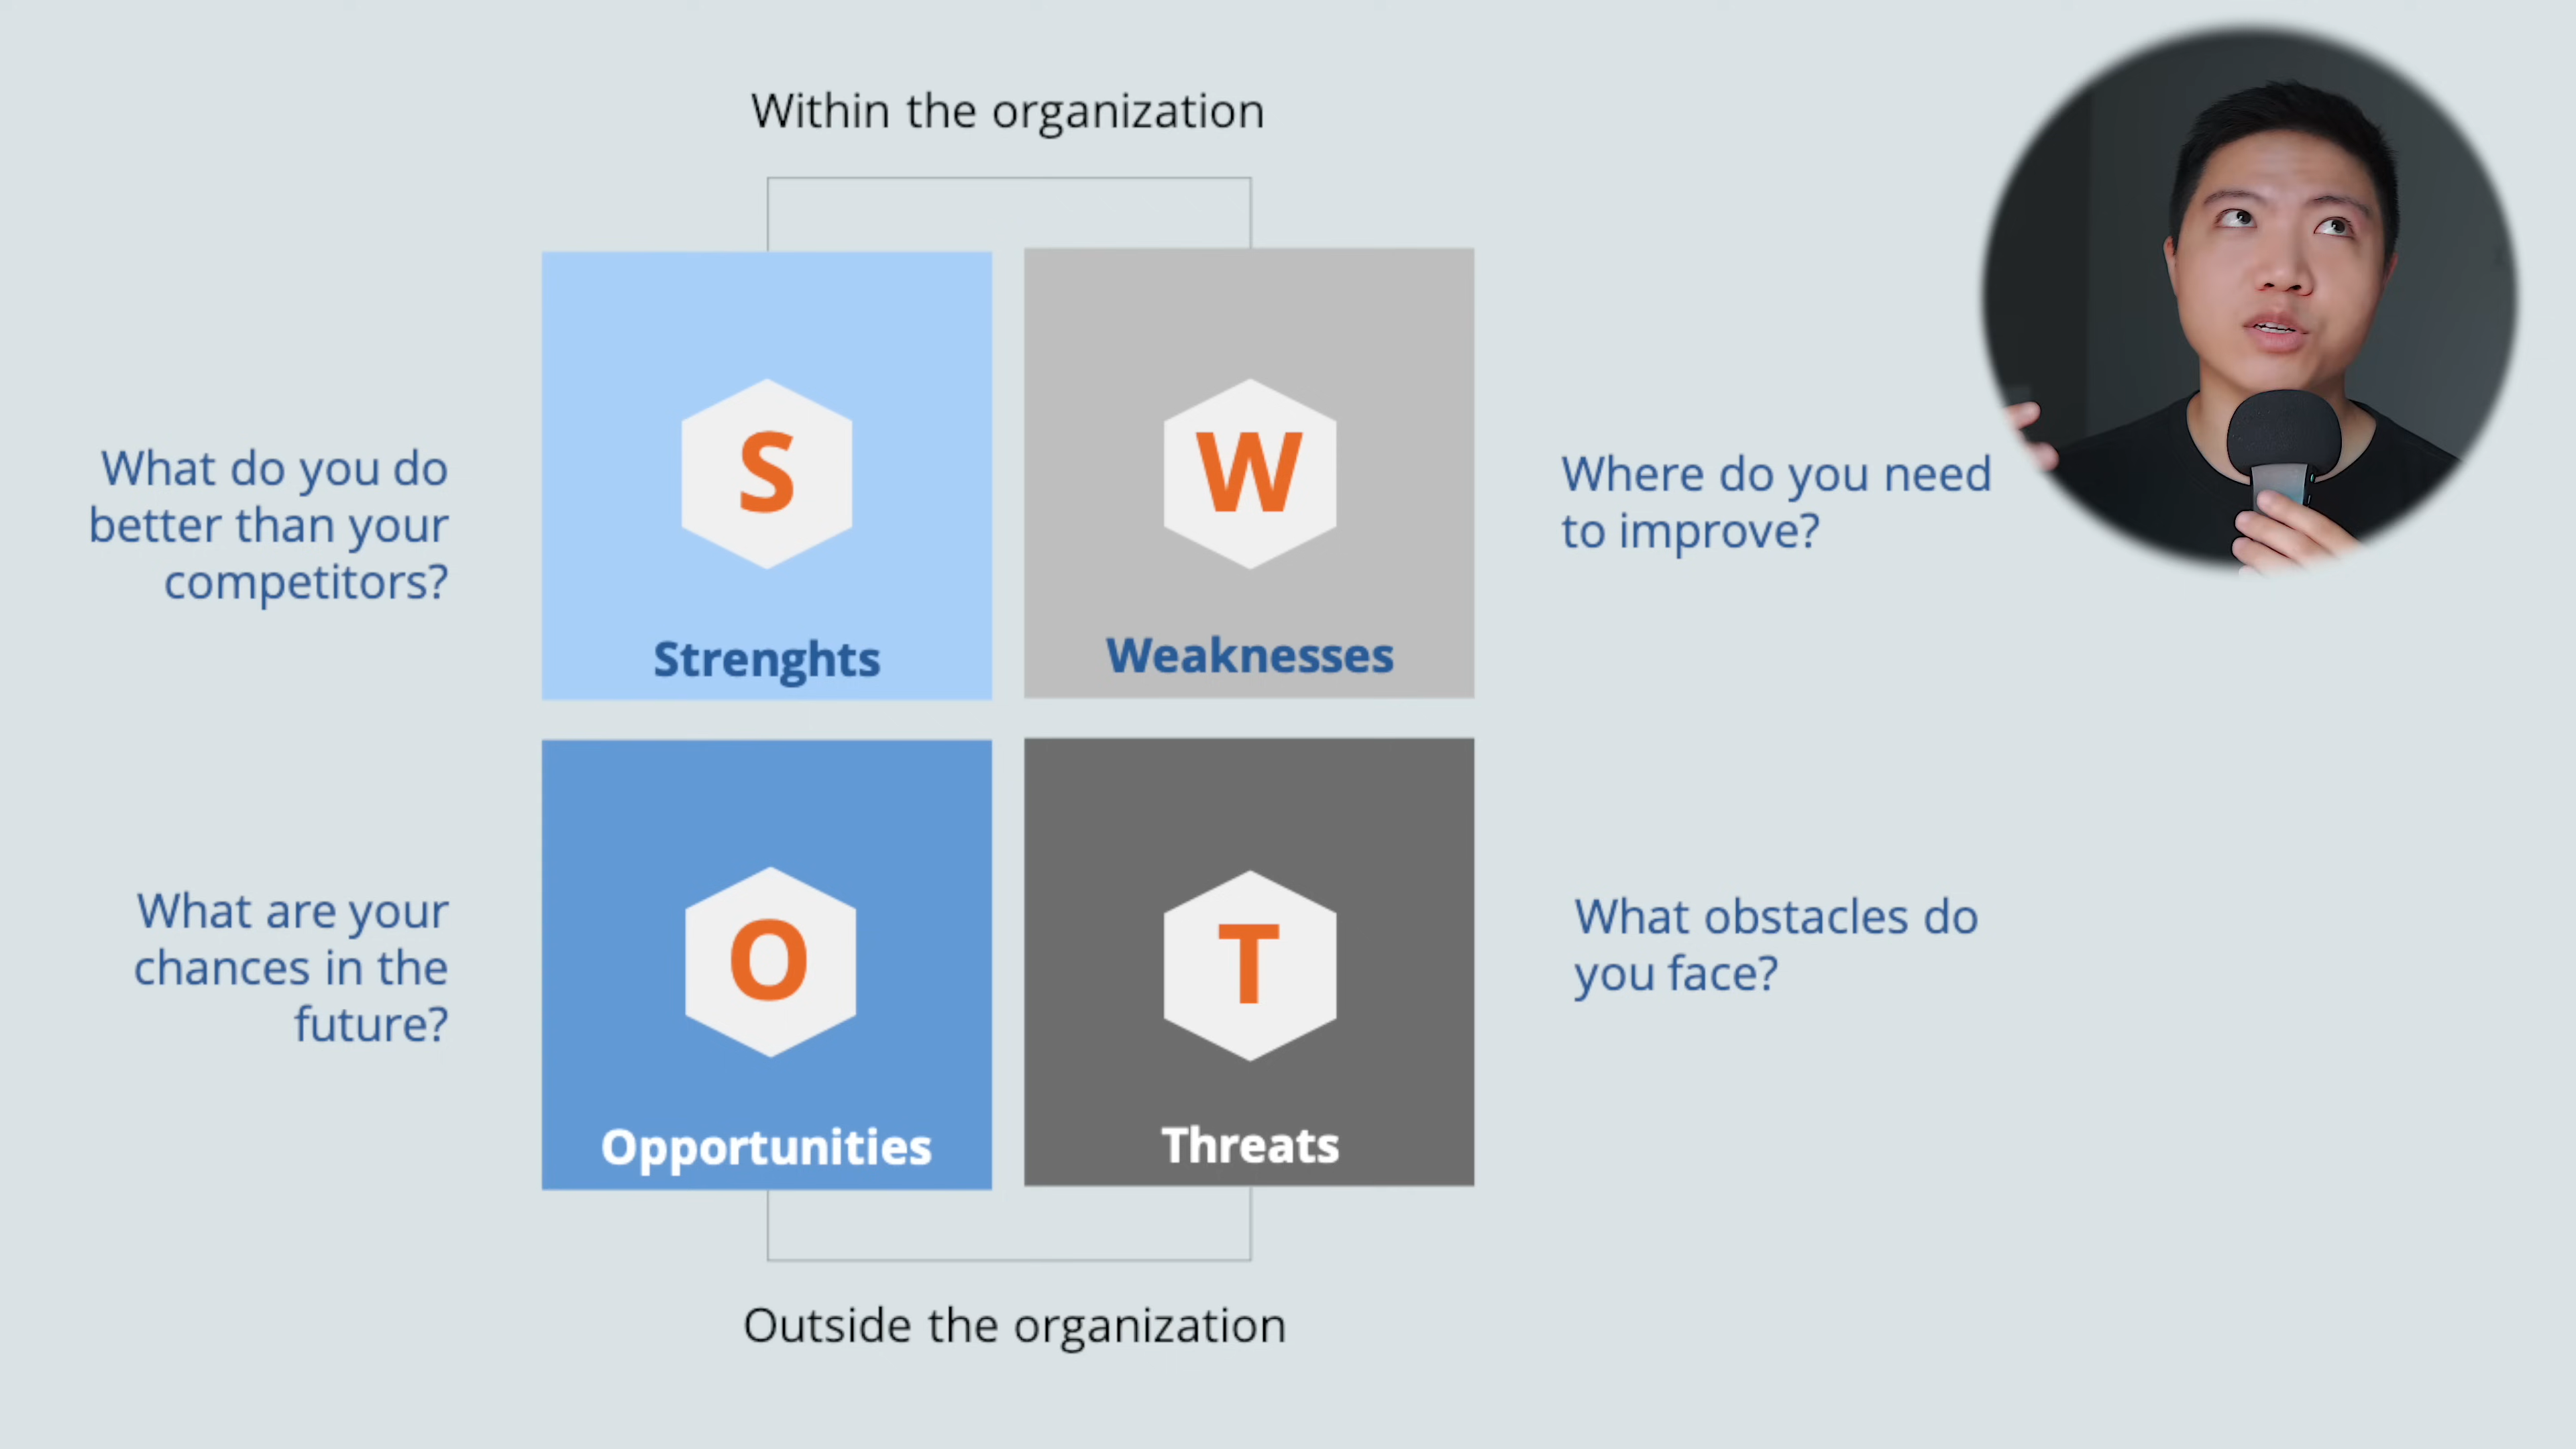 Within the organization
What do you do
better than your
competitors?
S
Strenghts
W
Weaknesses
Where do you need
to improve?
What are your
chances in the
future?
O
Opportunities
T
Threats
What obstacles do
you face?
Outside the organization